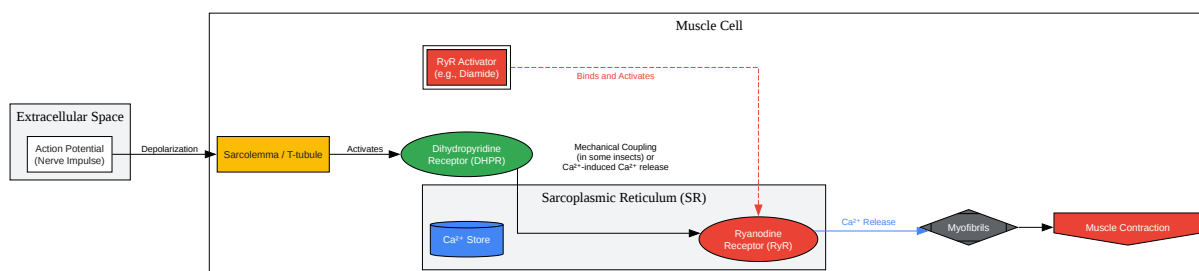 Muscle Cell
RyR Activator
(e.g., Diamide)
Binds and Activates
Extracellular Space
Action Potential
(Nerve Impulse)
Depolarization
Sarcolemma / T-tubule
Activates
Dihydropyridine
Receptor (DHPR)
Mechanical Coupling
(in some insects) or
Ca²⁺-induced Ca²⁺ release
Sarcoplasmic Reticulum (SR)
Ca²⁺ Store
Ryanodine
Receptor (RyR)
Ca²⁺ Release
Myofibrils
Muscle Contraction